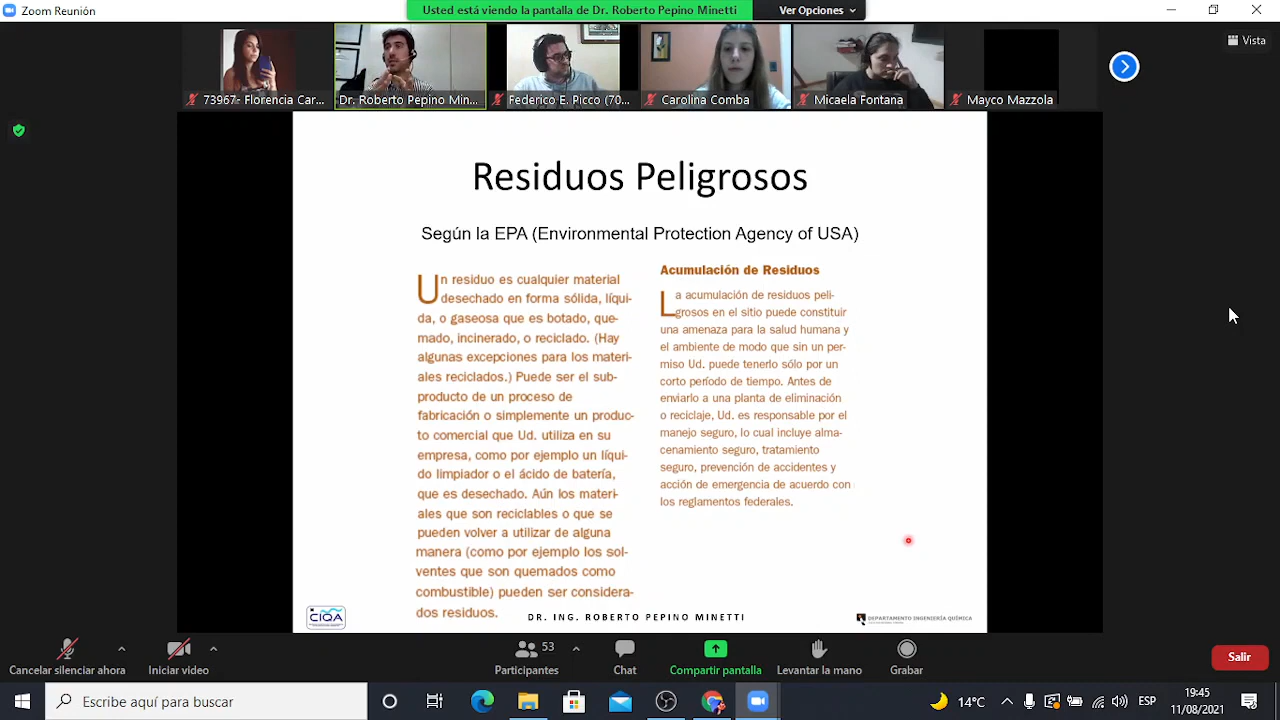 Zoom Reunión
Usted está viendo la pantalla de Dr. Roberto Pepino Minetti
Ver Opciones
Vista
73967- Florencia Car...
Dr. Roberto Pepino Min...
Federico E. Picco (70...
Carolina Comba
Micaela Fontana
Mayco Mazzola
Residuos Peligrosos
Según la EPA (Environmental Protection Agency of USA)
Un residuo es cualquier material
desechado en forma sólida, líqui-
da, o gaseosa que es botado, que-
mado, incinerado, o reciclado. (Hay
algunas excepciones para los materi-
ales reciclados.) Puede ser el sub-
producto de un proceso de
fabricación o simplemente un produc-
to comercial que Ud. utiliza en su
empresa, como por ejemplo un líqui-
do limpiador o el ácido de batería,
que es desechado. Aún los materi-
ales que son reciclables o que se
pueden volver a utilizar de alguna
manera (como por ejemplo los sol-
ventes que son quemados como
combustible) pueden ser considera-
dos residuos.
Acumulación de Residuos
La acumulación de residuos peli-
grosos en el sitio puede constituir
una amenaza para la salud humana y
el ambiente de modo que sin un per-
miso Ud. puede tenerlo sólo por un
corto período de tiempo. Antes de
enviarlo a una planta de eliminación
o reciclaje, Ud. es responsable por el
manejo seguro, lo cual incluye alma-
cenamiento seguro, tratamiento
seguro, prevención de accidentes y
acción de emergencia de acuerdo con
los reglamentos federales.
CIQA
DR. ING. ROBERTO PEPINO MINETTI
DEPARTAMENTO INGENIERÍA QUÍMICA
Cancelar silenciar ahora
Iniciar video
53
Participantes
Chat
Compartir pantalla
Levantar la mano
Grabar
Salir
Escribe aquí para buscar
14°C
ESP
18:45
11/08/2021